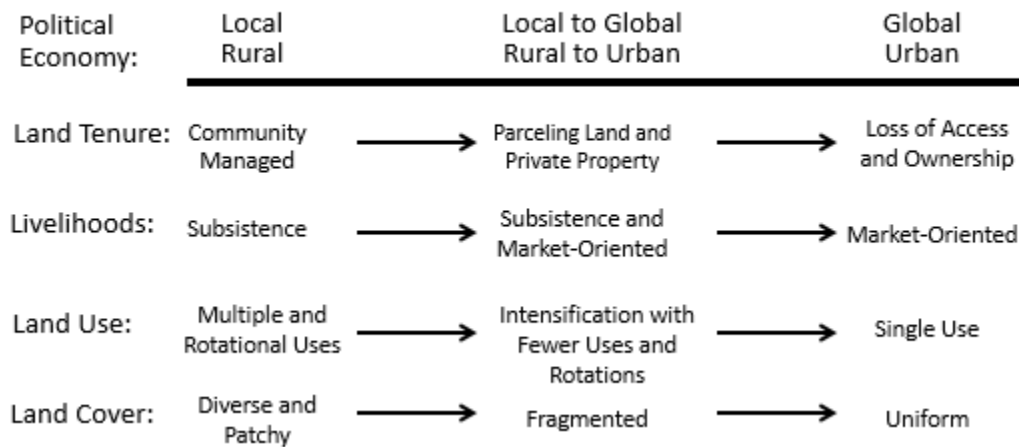 Political Economy: Local Rural Local to Global Rural to Urban Global Urban
Land Tenure: Community Managed Parceling Land and Private Property Loss of Access and Ownership
Livelihoods: Subsistence Subsistence and Market-Oriented Market-Oriented
Land Use: Multiple and Rotational Uses Intensification with Fewer Uses and Rotations Single Use
Land Cover: Diverse and Patchy Fragmented Uniform